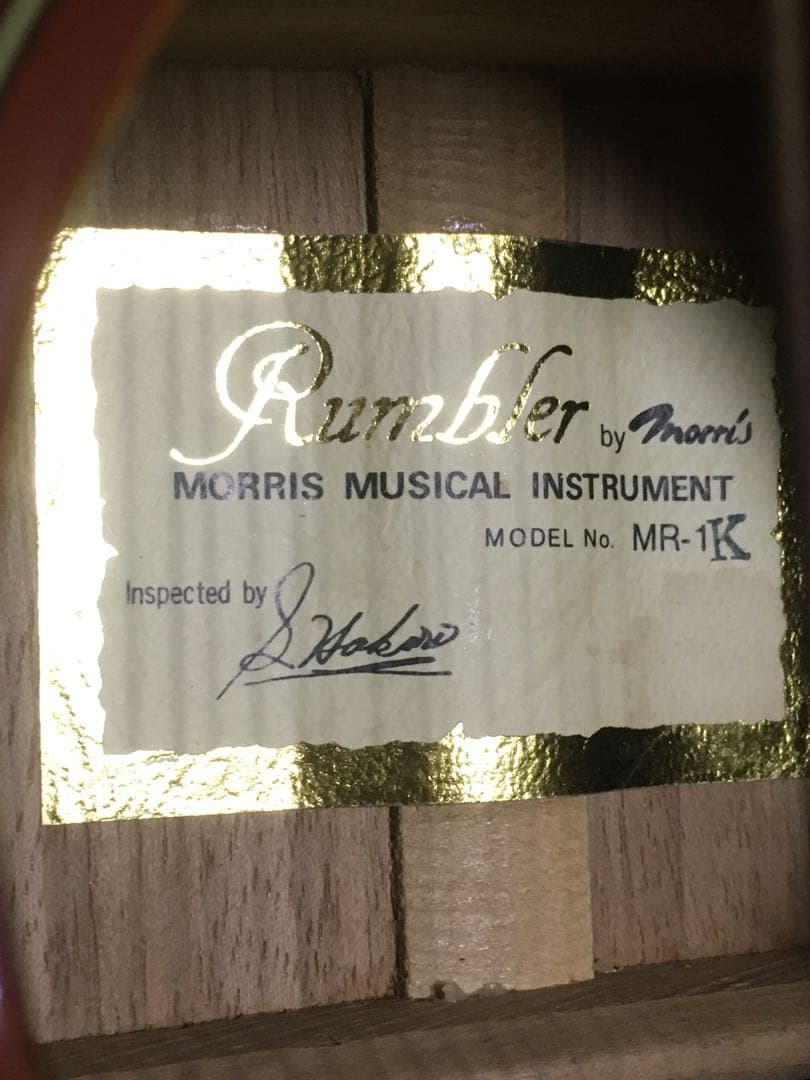 Rumbler by Morris
MORRIS MUSICAL INSTRUMENT
MODEL No. MR-1K
Inspected by